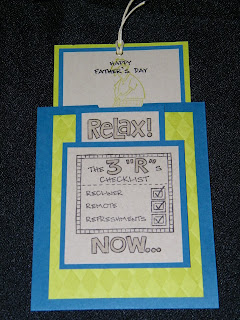 HAPPY
FATHER'S DAY
RELAX!
THE 3 "R"S
CHECKLIST
RECLINER
REMOTE
REFRESHMENTS
NOW...